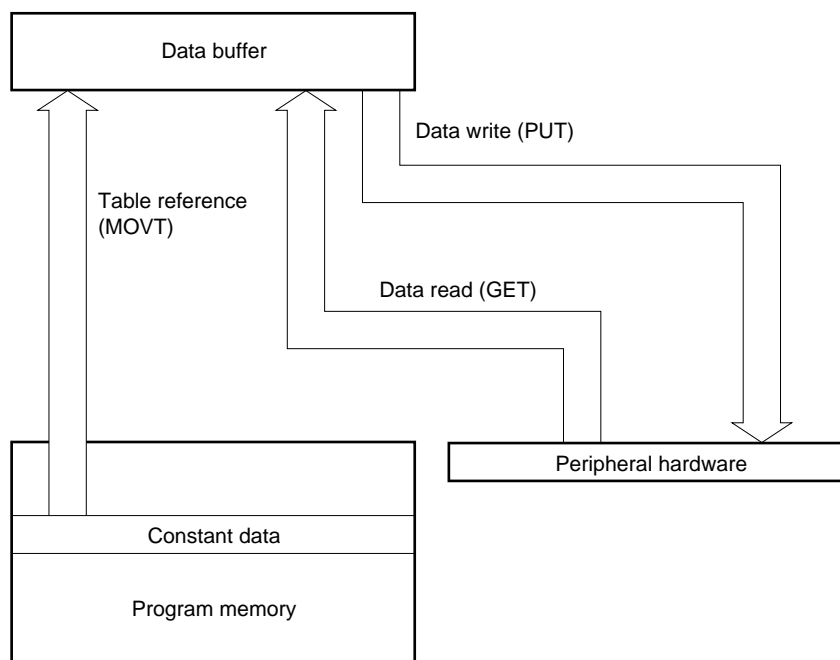 Data buffer
Data write (PUT)
Table reference
(MOVT)
Data read (GET)
Peripheral hardware
Constant data
Program memory